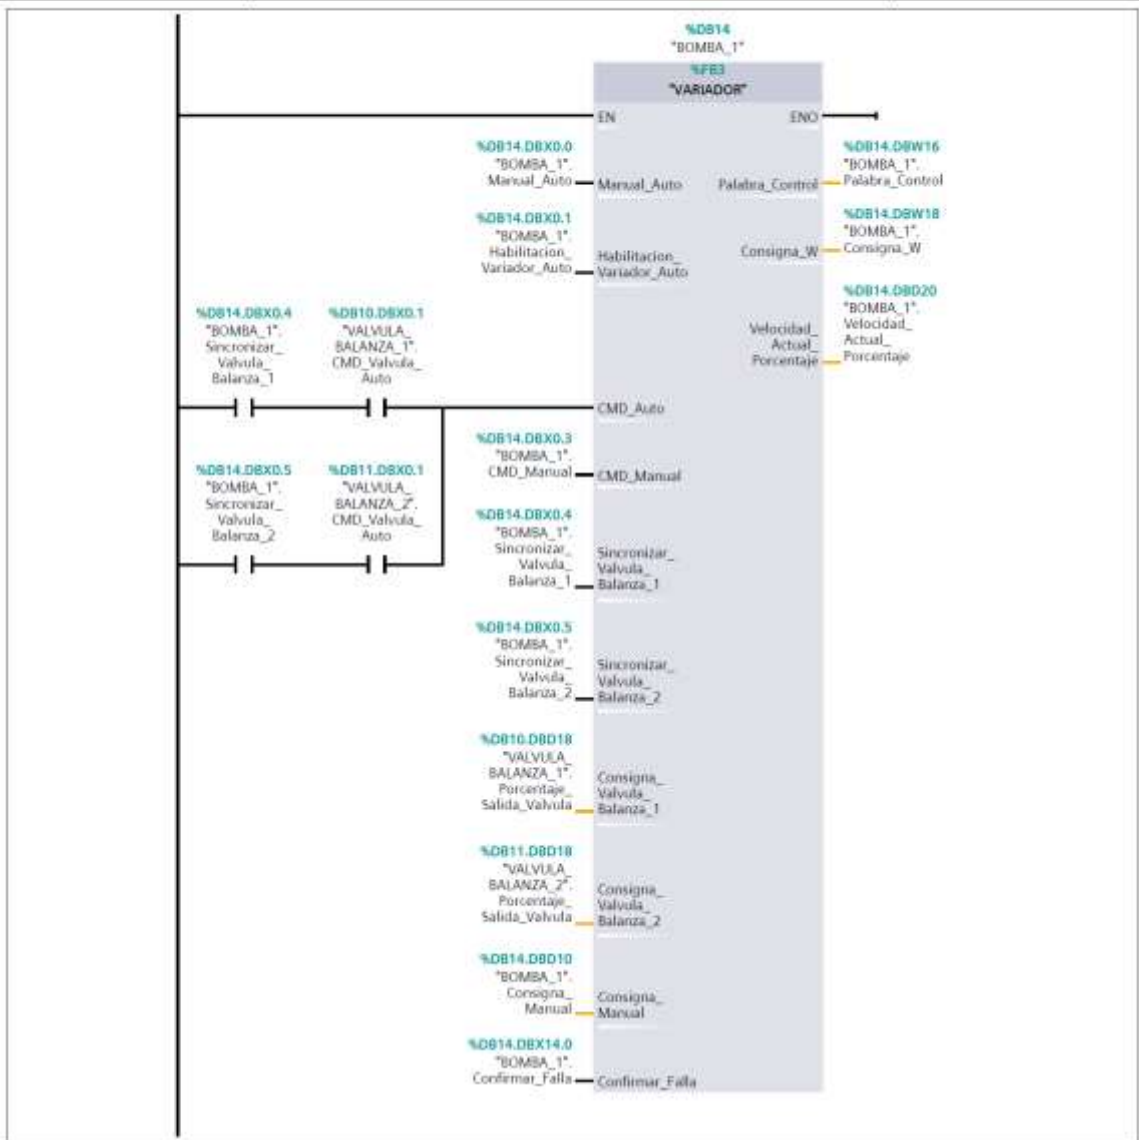 %DB14
"BOMBA_1"
%FB3
"VARIADOR"
EN
ENO
%DB14.DBX0.0
"BOMBA_1".
Manual_Auto
Manual_Auto
Palabra_Control
%DB14.DBW16
"BOMBA_1".
Palabra_Control
%DB14.DBX0.1
"BOMBA_1".
Habilitacion_
Variador_Auto
Habilitacion_
Variador_Auto
Consigna_W
%DB14.DBW18
"BOMBA_1".
Consigna_W
Velocidad_
Actual_
Porcentaje
%DB14.DBD20
"BOMBA_1".
Velocidad_
Actual_
Porcentaje
%DB14.DBX0.4
"BOMBA_1".
Sincronizar_
Valvula_
Balanza_1
%DB10.DBX0.1
"VALVULA_
BALANZA_1".
CMD_Valvula_
Auto
CMD_Auto
%DB14.DBX0.5
"BOMBA_1".
Sincronizar_
Valvula_
Balanza_2
%DB11.DBX0.1
"VALVULA_
BALANZA_2".
CMD_Valvula_
Auto
%DB14.DBX0.3
"BOMBA_1".
CMD_Manual
CMD_Manual
%DB14.DBX0.4
"BOMBA_1".
Sincronizar_
Valvula_
Balanza_1
Sincronizar_
Valvula_
Balanza_1
%DB14.DBX0.5
"BOMBA_1".
Sincronizar_
Valvula_
Balanza_2
Sincronizar_
Valvula_
Balanza_2
%DB10.DBD18
"VALVULA_
BALANZA_1".
Porcentaje_
Salida_Valvula
Consigna_
Valvula_
Balanza_1
%DB11.DBD18
"VALVULA_
BALANZA_2".
Porcentaje_
Salida_Valvula
Consigna_
Valvula_
Balanza_2
%DB14.DBD10
"BOMBA_1".
Consigna_
Manual
Consigna_
Manual
%DB14.DBX14.0
"BOMBA_1".
Confirmar_Falla
Confirmar_Falla